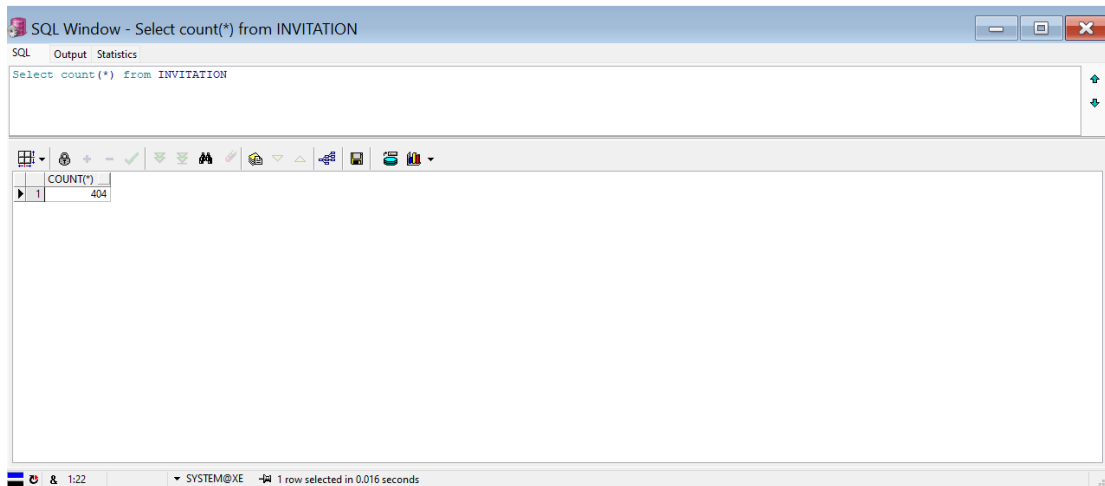 SQL Window - Select count(*) from INVITATION
SQL Output Statistics
Select count(*) from INVITATION
COUNT(*)
1 404
& 1:22 SYSTEM@XE 1 row selected in 0.016 seconds